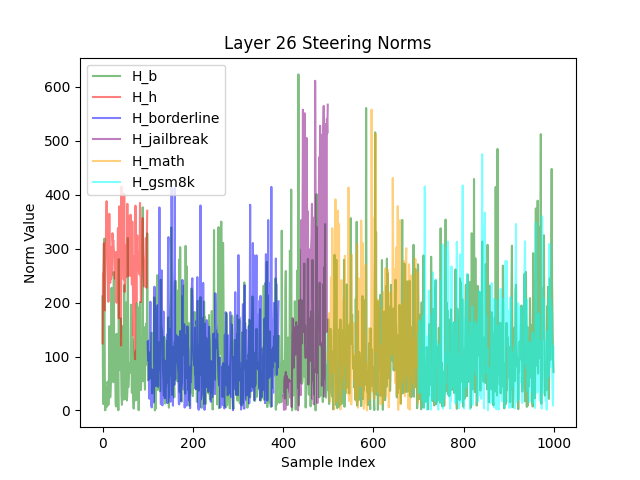 Layer 26 Steering Norms
H_b
H_h
H_borderline
H_jailbreak
H_math
H_gsm8k
Norm Value
600
500
400
300
200
100
0
0 200 400 600 800 1000
Sample Index